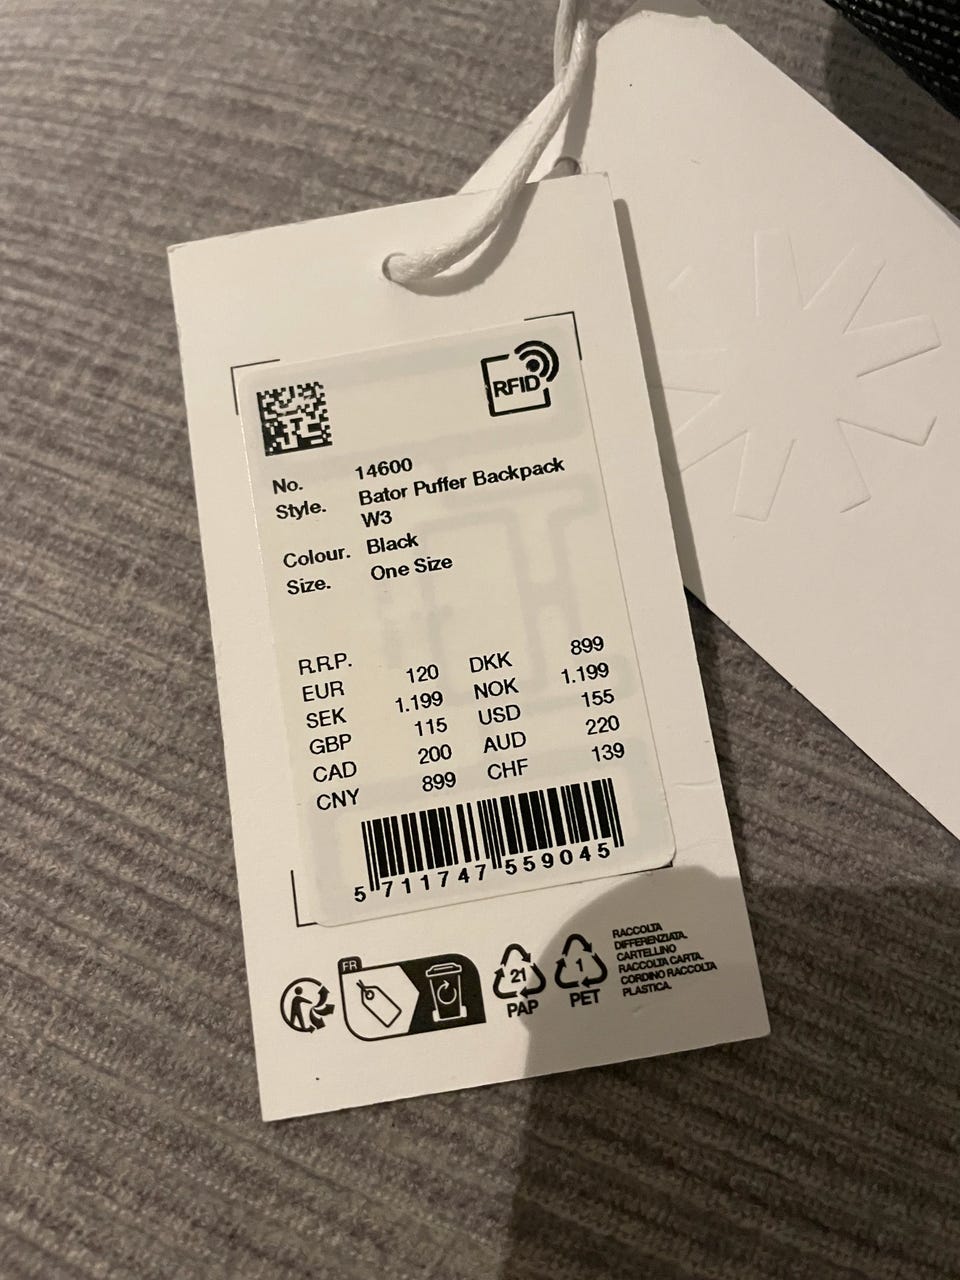 RFID
No. 14600
Style. Bator Puffer Backpack
W3
Colour. Black
Size. One Size
R.R.P.
EUR 120 DKK 899
SEK 1.199 NOK 1.199
GBP 115 USD 155
CAD 200 AUD 220
CNY 899 CHF 139
5 711747 559045
FR
21
PAP
1
PET
RACCOLTA
DIFFERENZIATA.
CARTELLINO
RACCOLTA CARTA.
CORDINO RACCOLTA
PLASTICA.